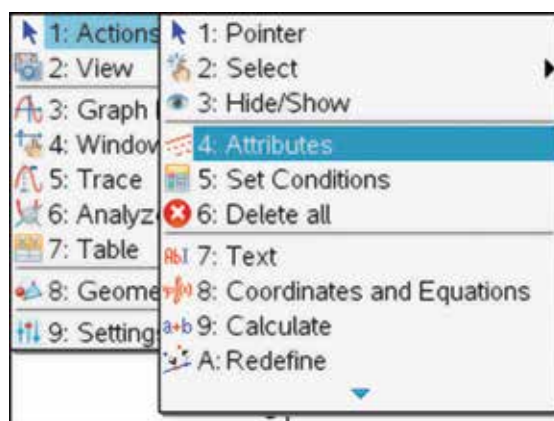 1: Actions
2: View
3: Graph
4: Window
5: Trace
6: Analyz
7: Table
8: Geome
9: Setting
1: Pointer
2: Select
3: Hide/Show
4: Attributes
5: Set Conditions
6: Delete all
7: Text
8: Coordinates and Equations
9: Calculate
A: Redefine